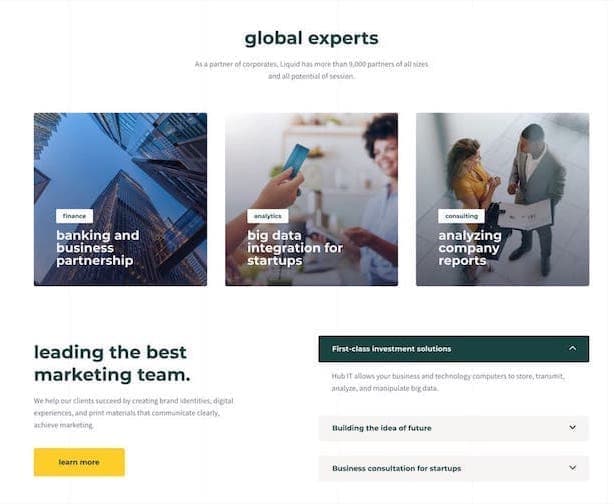 global experts
As a partner of corporates, Liquid has more than 9,000 partners of all sizes
and all potential of session.
finance
banking and
business
partnership
analytics
big data
integration for
startups
consulting
analyzing
company
reports
leading the best
marketing team.
We help our clients succeed by creating brand identities, digital
experiences, and print materials that communicate clearly,
achieve marketing.
learn more
First-class investment solutions
Hub IT allows your business and technology computers to store, transmit,
analyze, and manipulate big data.
Building the idea of future
Business consultation for startups